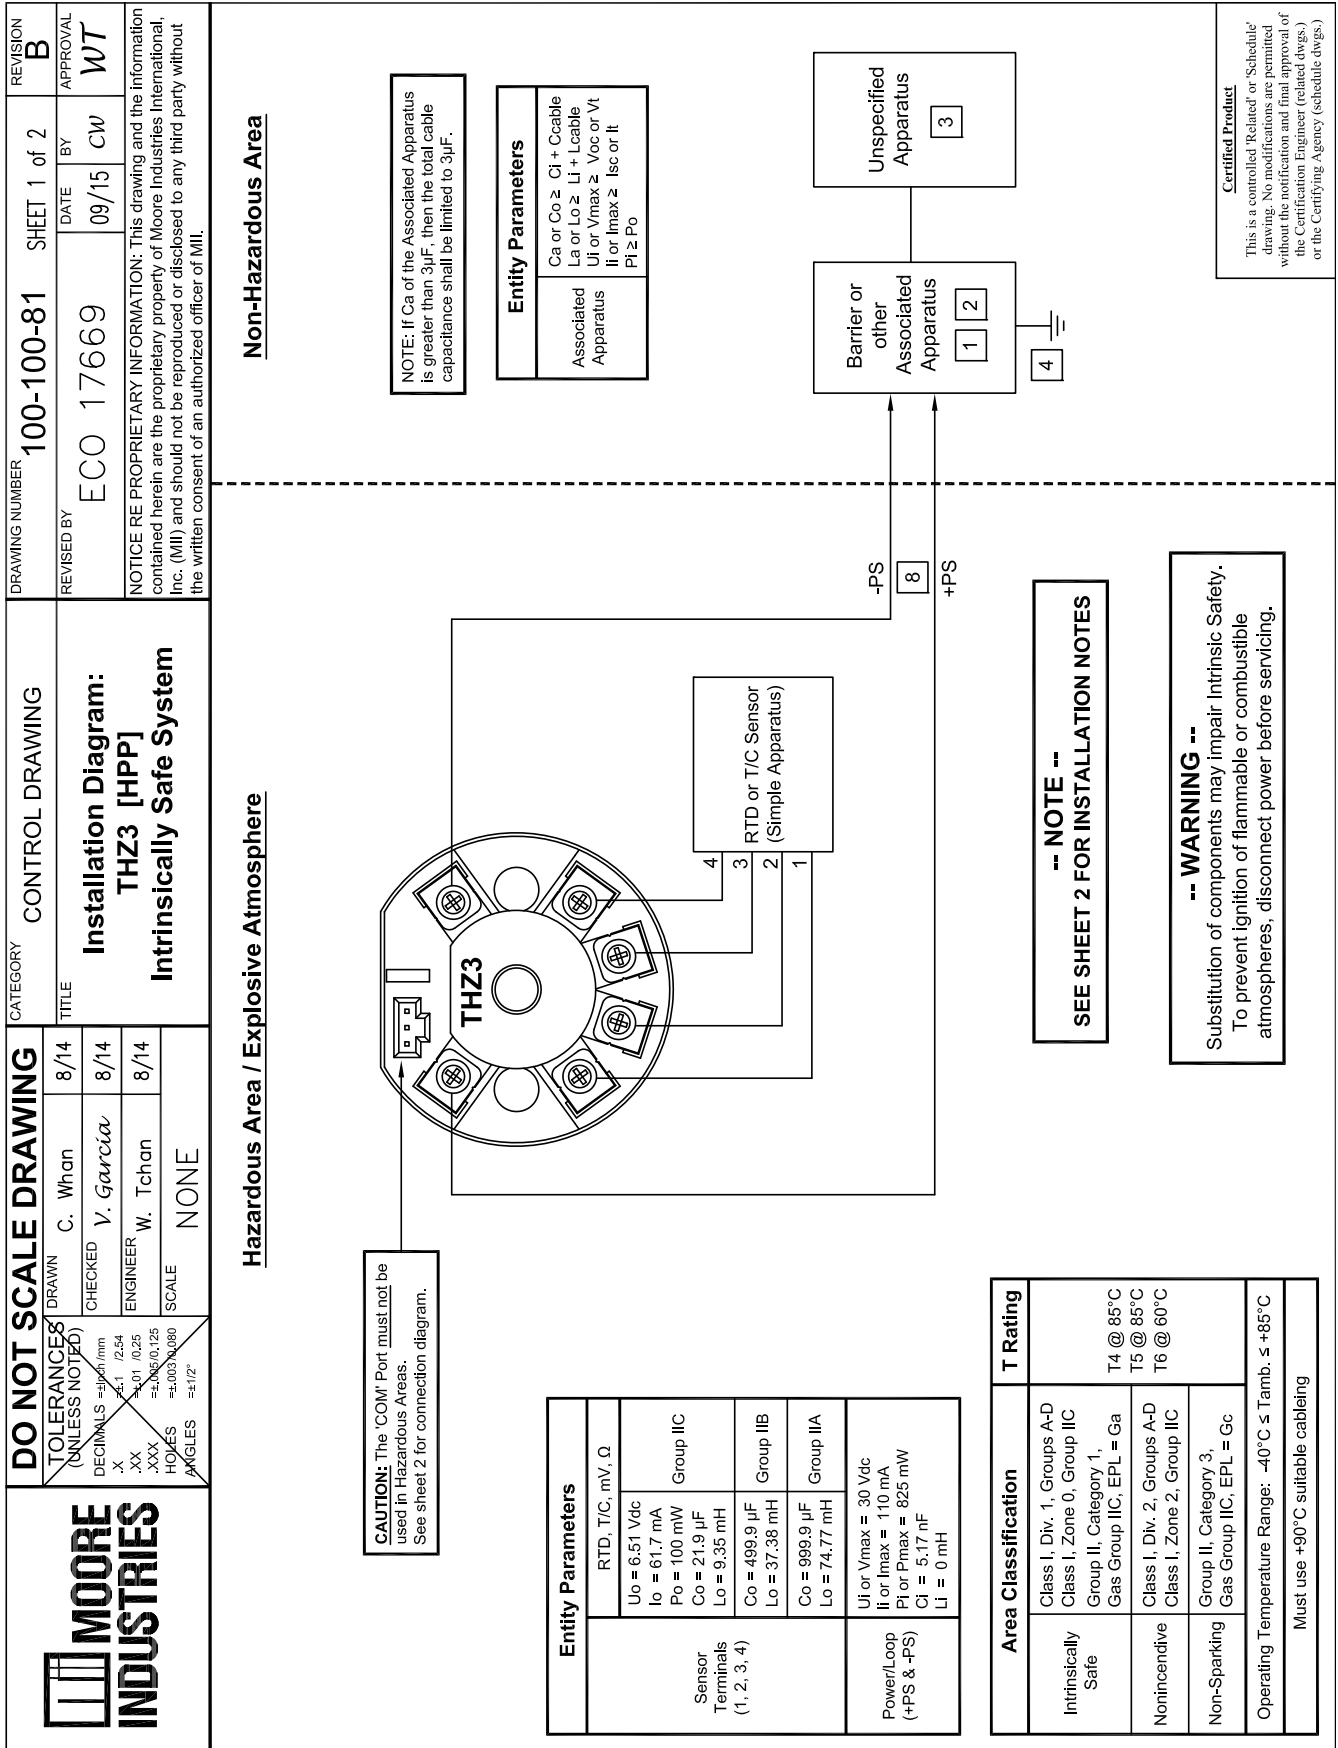 MOORE
INDUSTRIES
DO NOT SCALE DRAWING
TOLERANCES
(UNLESS NOTED)
DECIMALS =±inch/mm
.X =±.1 /2.54
.XX =±.01 /0.25
.XXX =±.005/0.125
HOLES =±.003/0.080
ANGLES =±1/2°
DRAWN
C. Whan
8/14
CHECKED
V. Garcia
8/14
ENGINEER
W. Tchan
8/14
SCALE
NONE
CATEGORY
CONTROL DRAWING
TITLE
Installation Diagram:
THZ3 [HPP]
Intrinsically Safe System
DRAWING NUMBER
100-100-81
SHEET 1 of 2
REVISION
B
REVISED BY
ECO 17669
DATE
09/15
BY
CW
APPROVAL
WT
NOTICE RE PROPRIETARY INFORMATION: This drawing and the information
contained herein are the proprietary property of Moore Industries International,
Inc. (MII) and should not be reproduced or disclosed to any third party without
the written consent of an authorized officer of MII.
Hazardous Area / Explosive Atmosphere
Non-Hazardous Area
CAUTION: The 'COM' Port must not be
used in Hazardous Areas.
See sheet 2 for connection diagram.
THZ3
4
3
2
1
RTD or T/C Sensor
(Simple Apparatus)
-PS
8
+PS
NOTE: If Ca of the Associated Apparatus
is greater than 3µF, then the total cable
capacitance shall be limited to 3µF.
Entity Parameters
Associated
Apparatus
Ca or Co ≥ Ci + Ccable
La or Lo ≥ Li + Lcable
Ui or Vmax ≥ Voc or Vt
Ii or Imax ≥ Isc or It
Pi ≥ Po
Barrier or
other
Associated
Apparatus
1 2
4
Unspecified
Apparatus
3
Entity Parameters
Sensor
Terminals
(1, 2, 3, 4)
RTD, T/C, mV, Ω
Uo = 6.51 Vdc
Io = 61.7 mA
Po = 100 mW
Co = 21.9 µF
Lo = 9.35 mH
Group IIC
Co = 499.9 µF
Lo = 37.38 mH
Group IIB
Co = 999.9 µF
Lo = 74.77 mH
Group IIA
Power/Loop
(+PS & -PS)
Ui or Vmax = 30 Vdc
Ii or Imax = 110 mA
Pi or Pmax = 825 mW
Ci = 5.17 nF
Li = 0 mH
Area Classification
T Rating
Intrinsically
Safe
Class I, Div. 1, Groups A-D
Class I, Zone 0, Group IIC
Group II, Category 1,
Gas Group IIC, EPL = Ga
Nonincendive
Class I, Div. 2, Groups A-D
Class I, Zone 2, Group IIC
Non-Sparking
Group II, Category 3,
Gas Group IIC, EPL = Gc
T4 @ 85°C
T5 @ 85°C
T6 @ 60°C
Operating Temperature Range: -40°C ≤ Tamb. ≤ +85°C
Must use +90°C suitable cableing
-- NOTE --
SEE SHEET 2 FOR INSTALLATION NOTES
-- WARNING --
Substitution of components may impair Intrinsic Safety.
To prevent ignition of flammable or combustible
atmospheres, disconnect power before servicing.
Certified Product
This is a controlled 'Related' or 'Schedule'
drawing. No modifications are permitted
without the notification and final approval of
the Certification Engineer (related dwgs.)
or the Certifying Agency (schedule dwgs.)